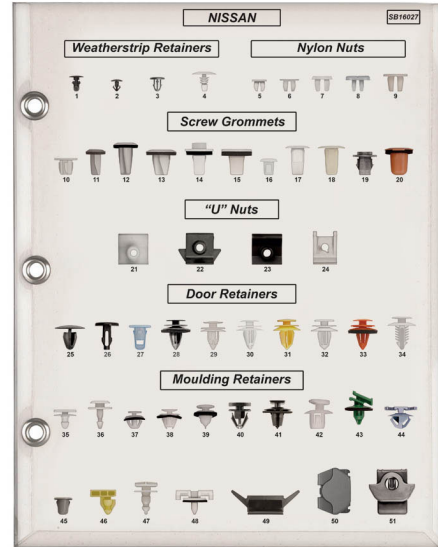 NISSAN
SB16027
Weatherstrip Retainers Nylon Nuts
1 2 3 4 5 6 7 8 9
Screw Grommets
10 11 12 13 14 15 16 17 18 19 20
"U" Nuts
21 22 23 24
Door Retainers
25 26 27 28 29 30 31 32 33 34
Moulding Retainers
35 36 37 38 39 40 41 42 43 44
45 46 47 48 49 50 51